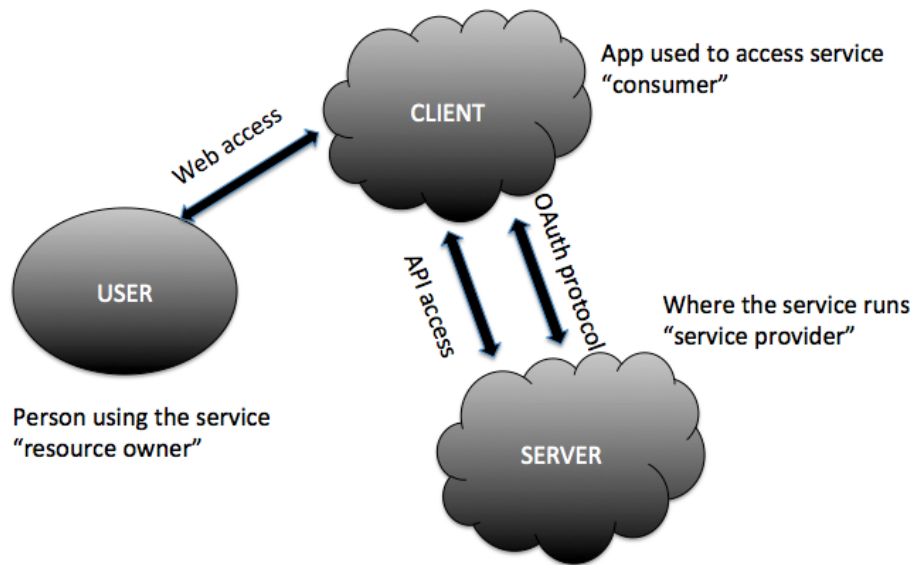 App used to access service
“consumer”
CLIENT
Web access
USER
API access
OAuth protocol
Where the service runs
“service provider”
Person using the service
“resource owner”
SERVER